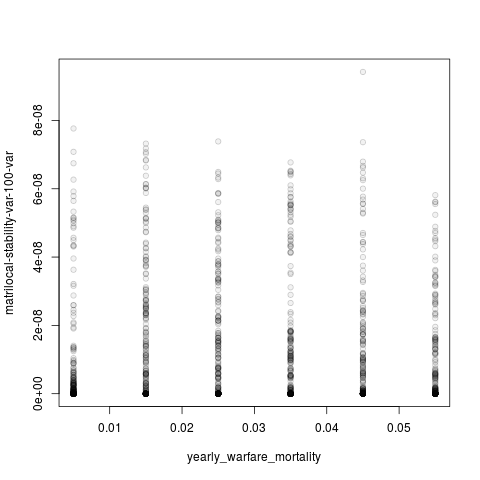 8e-08
6e-08
4e-08
2e-08
0e+00
matrilocal-stability-var-100-var
0.01 0.02 0.03 0.04 0.05
yearly_warfare_mortality